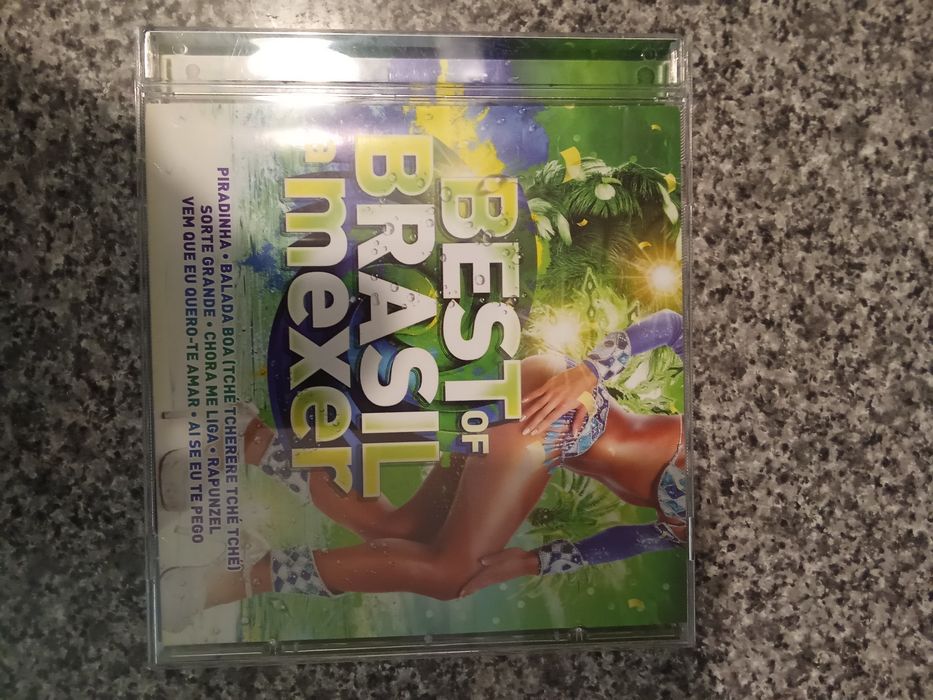 BEST OF
BRASIL
a mexer
PIRADINHA • BALADA BOA (TCHÊ TCHERERE TCHÊ TCHÊ)
SORTE GRANDE • CHORA ME LIGA • RAPUNZEL
VEM QUE EU QUERO-TE AMAR • AI SE EU TE PEGO